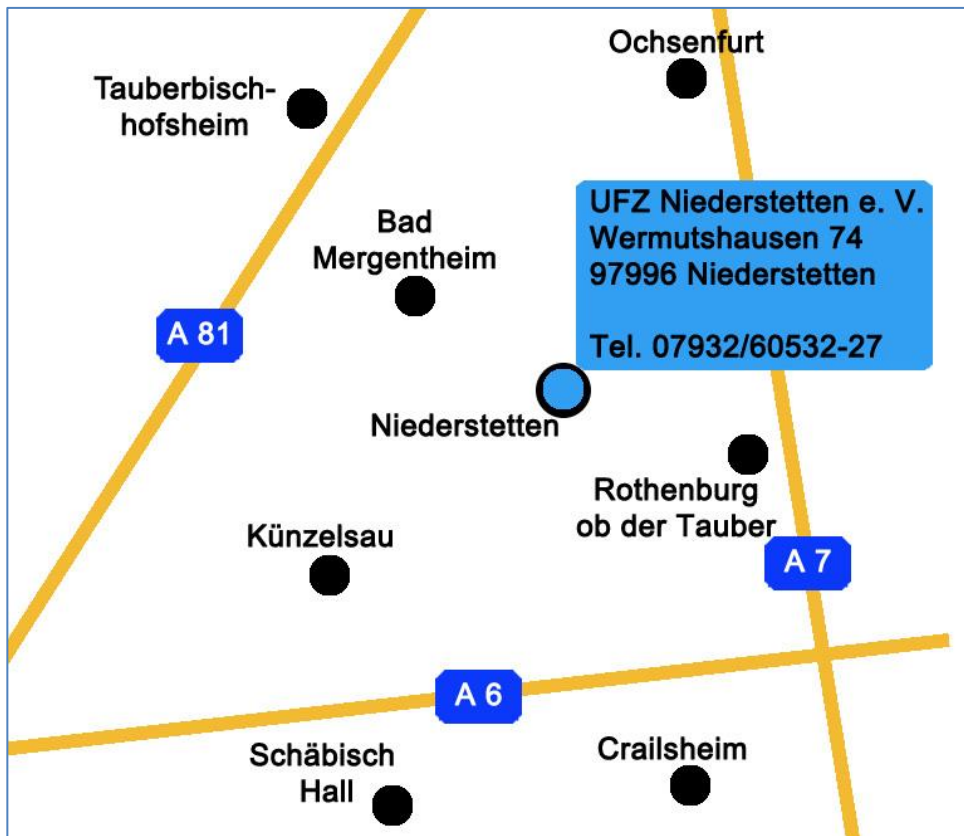 Ochsenfurt
Tauberbisch-
hofsheim
UFZ Niederstetten e. V.
Wermutshausen 74
97996 Niederstetten
Tel. 07932/60532-27
Bad
Mergentheim
A 81
Niederstetten
Rothenburg
ob der Tauber
Künzelsau
A 7
A 6
Schäbisch
Hall
Crailsheim